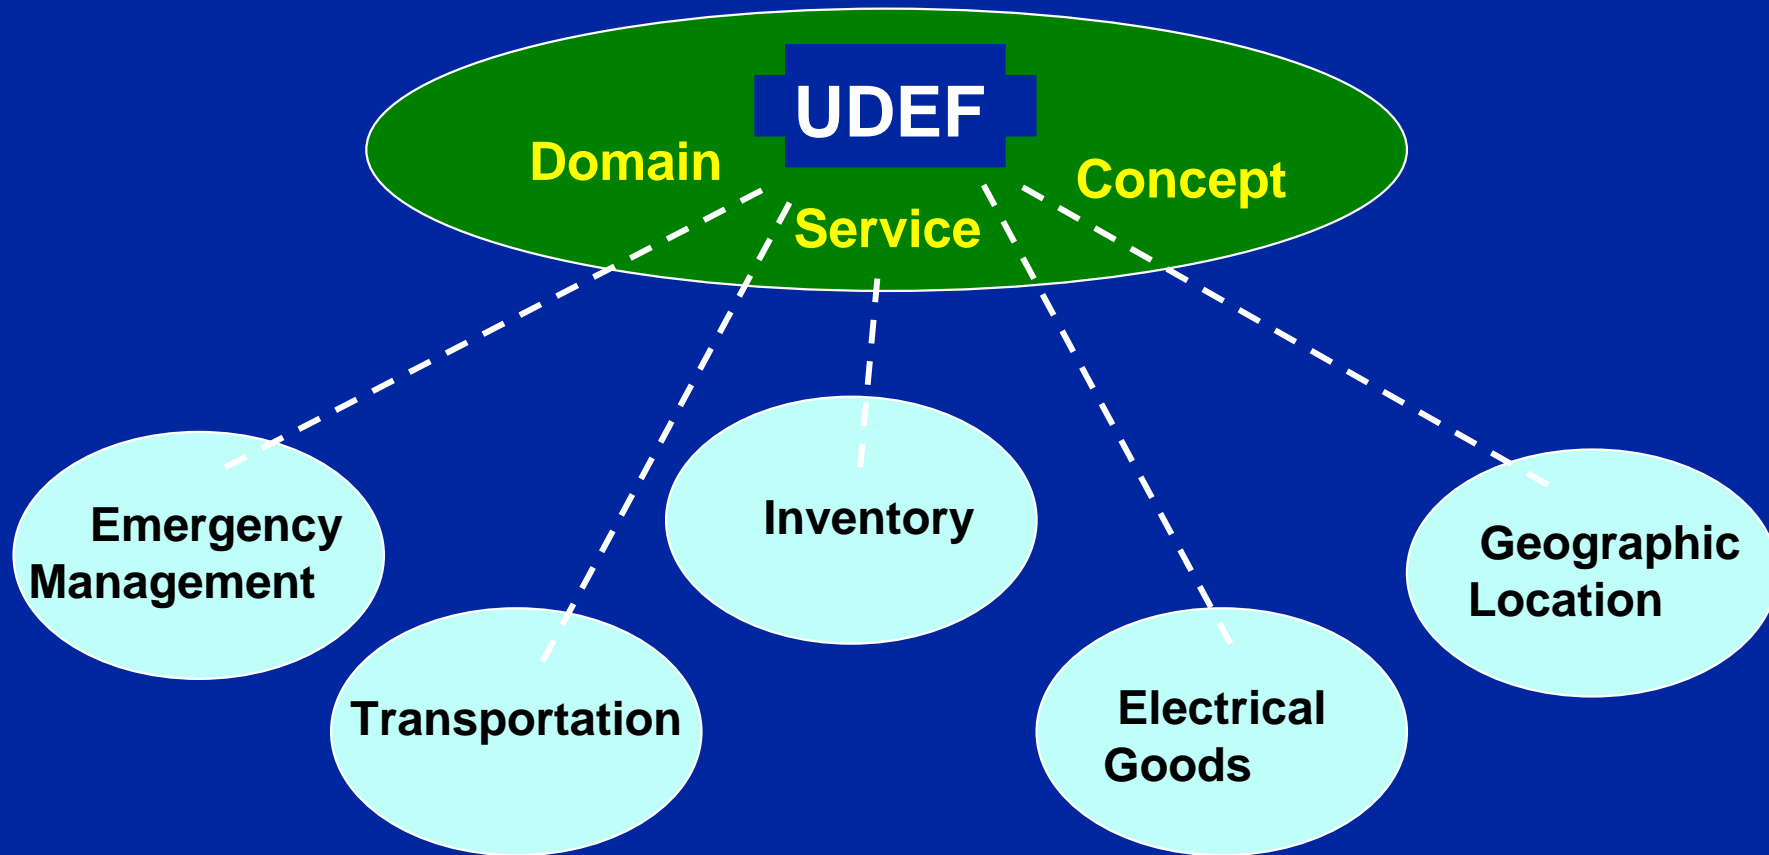 UDEF
Domain
Concept
Service
Emergency
Management
Transportation
Inventory
Electrical
Goods
Geographic
Location